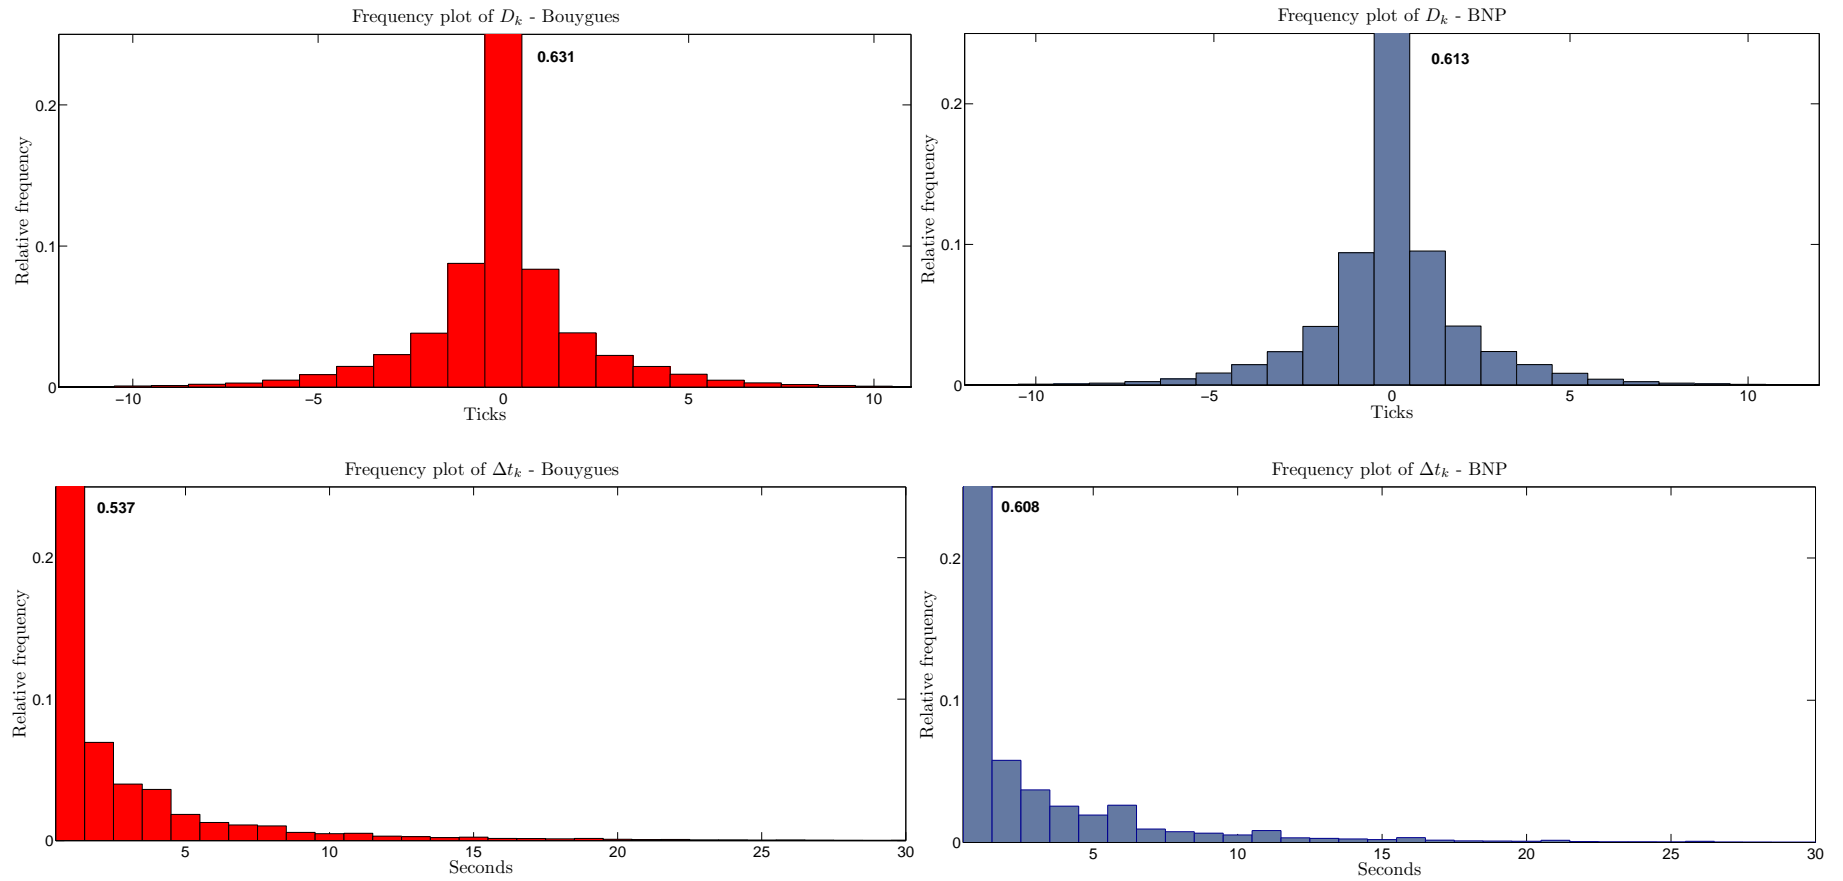 Frequency plot of Dₖ - Bouygues
0.631
0.2
0.1
0
Relative frequency
−10 −5 0 5 10
Ticks
Frequency plot of Dₖ - BNP
0.613
0.2
0.1
0
Relative frequency
−10 −5 0 5 10
Ticks
Frequency plot of Δtₖ - Bouygues
0.537
0.2
0.1
0
Relative frequency
5 10 15 20 25 30
Seconds
Frequency plot of Δtₖ - BNP
0.608
0.2
0.1
0
Relative frequency
5 10 15 20 25 30
Seconds